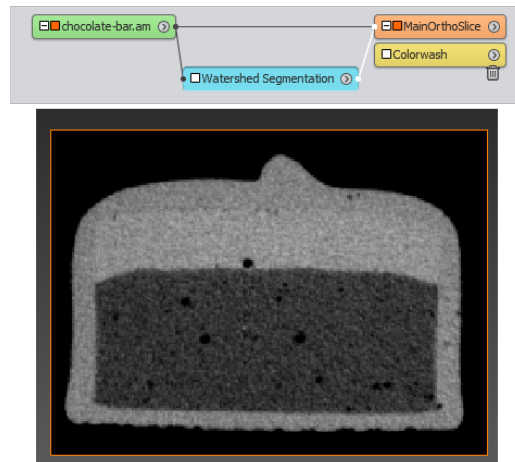 chocolate-bar.am
MainOrthoSlice
Colorwash
Watershed Segmentation